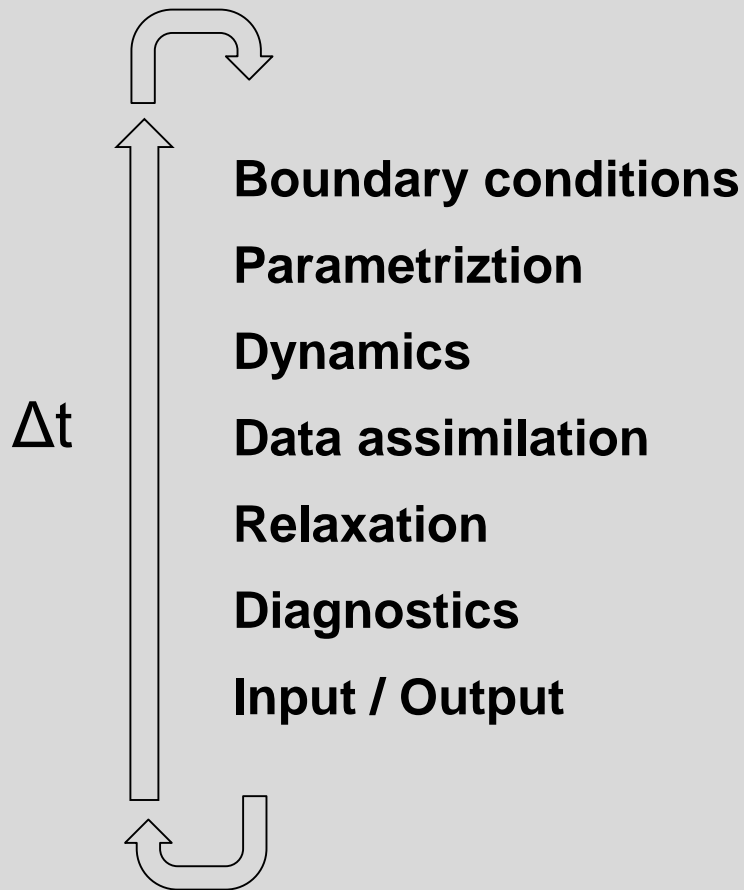 Boundary conditions
Parametriztion
Dynamics
Δt
Data assimilation
Relaxation
Diagnostics
Input / Output